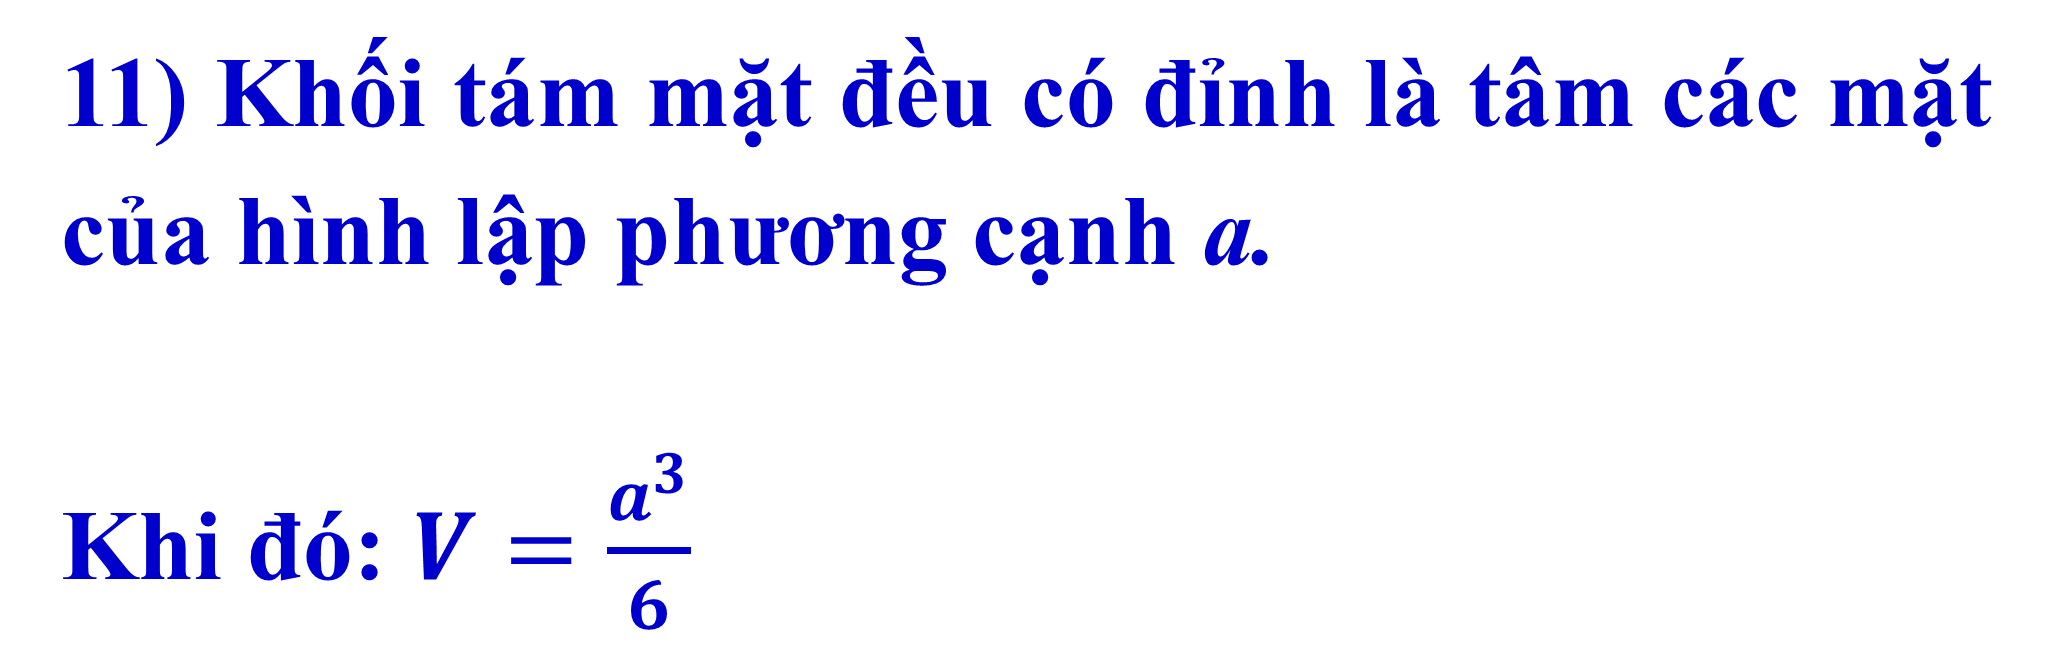 11) Khối tám mặt đều có đỉnh là tâm các mặt
của hình lập phương cạnh a.
Khi đó: V = a³/6